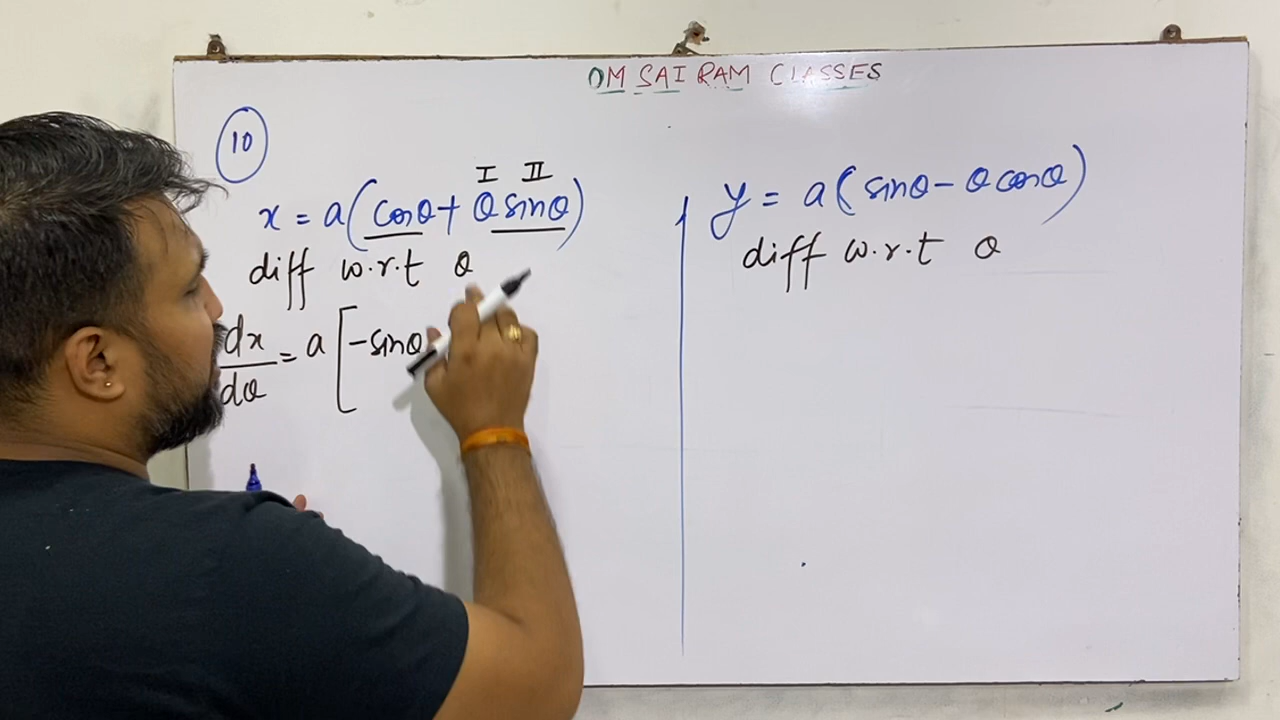 OM SAI RAM CLASSES
10
I II
x = a(cosθ + θ sinθ)
diff w.r.t θ
dx/dθ = a[-sinθ
y = a(sinθ - θ cosθ)
diff w.r.t θ